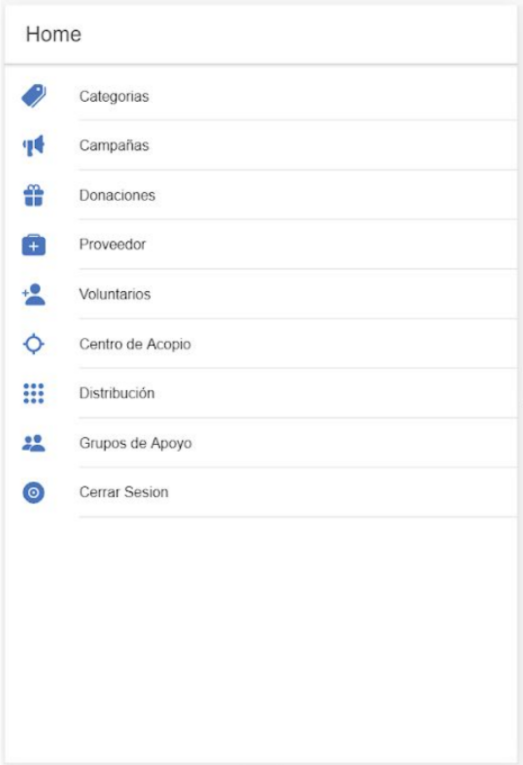 Home
Categorias
Campañas
Donaciones
Proveedor
Voluntarios
Centro de Acopio
Distribución
Grupos de Apoyo
Cerrar Sesion